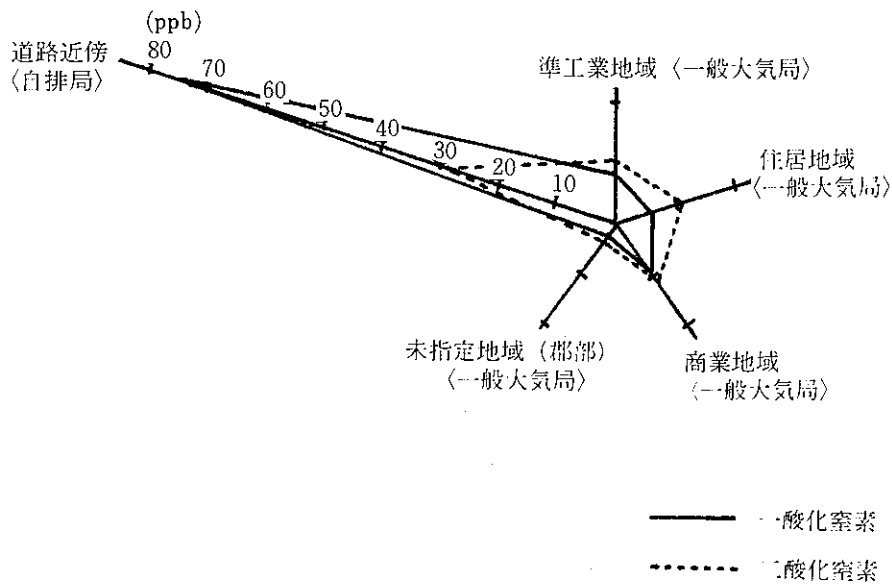 (ppb)
道路近傍
〈自排局〉
80
70
60
50
40
30
20
10
準工業地域〈一般大気局〉
住居地域
〈一般大気局〉
未指定地域（郡部）
〈一般大気局〉
商業地域
〈一般大気局〉
一酸化窒素
二酸化窒素